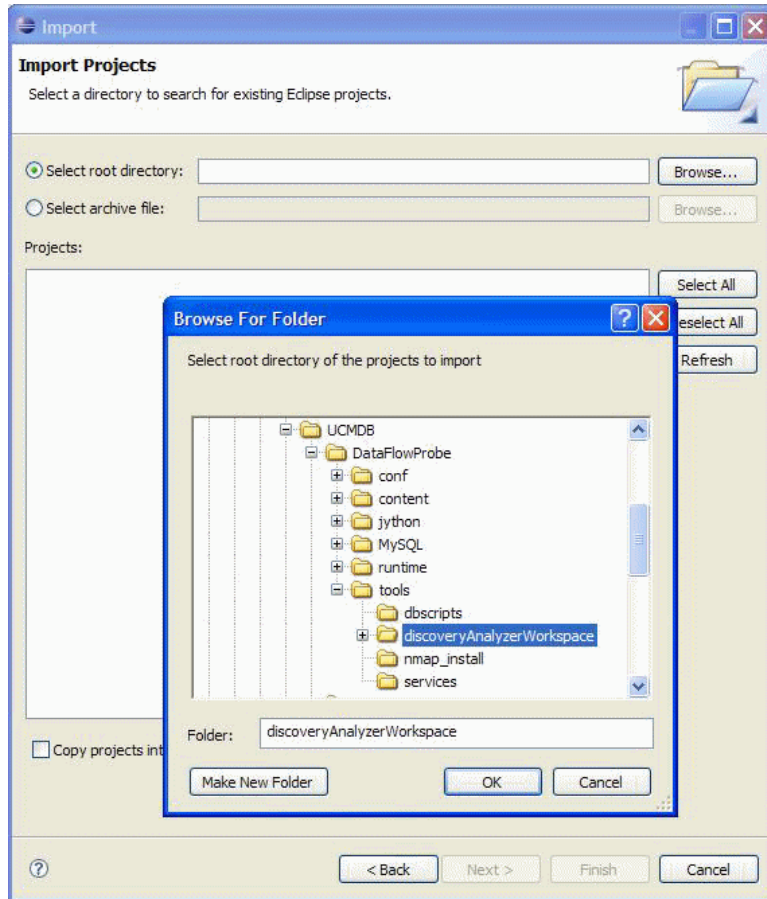 Import
Import Projects
Select a directory to search for existing Eclipse projects.
Select root directory:
Browse...
Select archive file:
Browse...
Projects:
Select All
eselect All
Refresh
Browse For Folder
Select root directory of the projects to import
UCMDB
DataFlowProbe
conf
content
jython
MySQL
runtime
tools
dbscripts
discoveryAnalyzerWorkspace
nmap_install
services
Folder:
discoveryAnalyzerWorkspace
Make New Folder
OK
Cancel
Copy projects int
< Back
Next >
Finish
Cancel